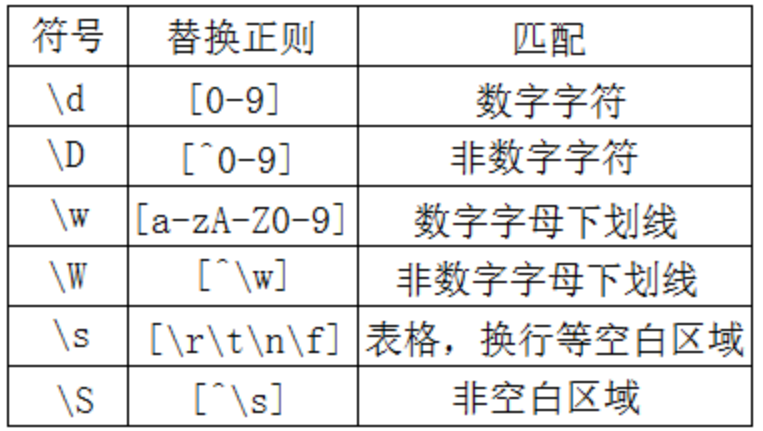 符号 替换正则 匹配
\d [0-9] 数字字符
\D [^0-9] 非数字字符
\w [a-zA-Z0-9] 数字字母下划线
\W [^\w] 非数字字母下划线
\s [\r\t\n\f] 表格，换行等空白区域
\S [^\s] 非空白区域